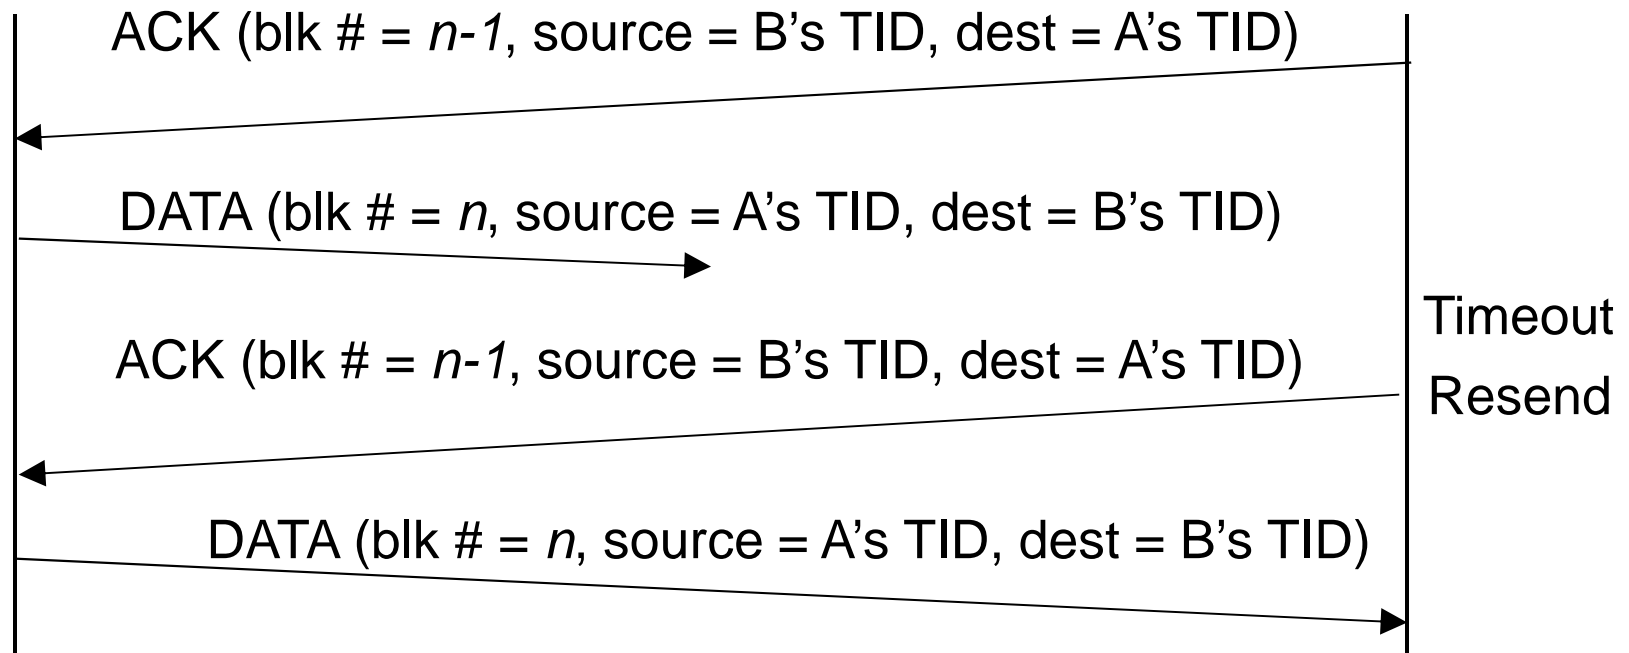 ACK (blk # = n-1, source = B’s TID, dest = A’s TID)
DATA (blk # = n, source = A’s TID, dest = B’s TID)
Timeout
ACK (blk # = n-1, source = B’s TID, dest = A’s TID)
Resend
DATA (blk # = n, source = A’s TID, dest = B’s TID)